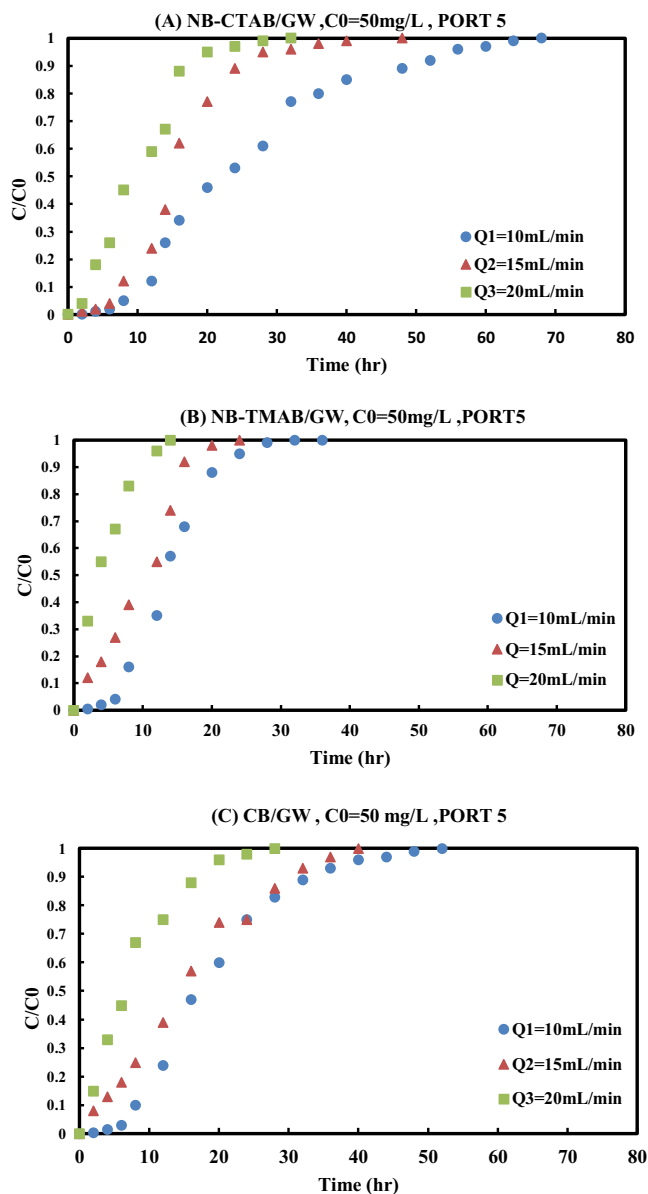 (A) NB-CTAB/GW ,C0=50mg/L , PORT 5
1
0.9
0.8
0.7
0.6
0.5
0.4
0.3
0.2
0.1
0
C/C0
Q1=10mL/min
Q2=15mL/min
Q3=20mL/min
0 10 20 30 40 50 60 70 80
Time (hr)
(B) NB-TMAB/GW, C0=50mg/L ,PORT5
1
0.9
0.8
0.7
0.6
0.5
0.4
0.3
0.2
0.1
0
C/C0
Q1=10mL/min
Q=15mL/min
Q=20mL/min
0 10 20 30 40 50 60 70 80
Time (hr)
(C) CB/GW , C0=50 mg/L ,PORT 5
1
0.9
0.8
0.7
0.6
0.5
0.4
0.3
0.2
0.1
0
C/C0
Q1=10mL/min
Q2=15mL/min
Q3=20mL/min
0 10 20 30 40 50 60 70 80
Time (hr)